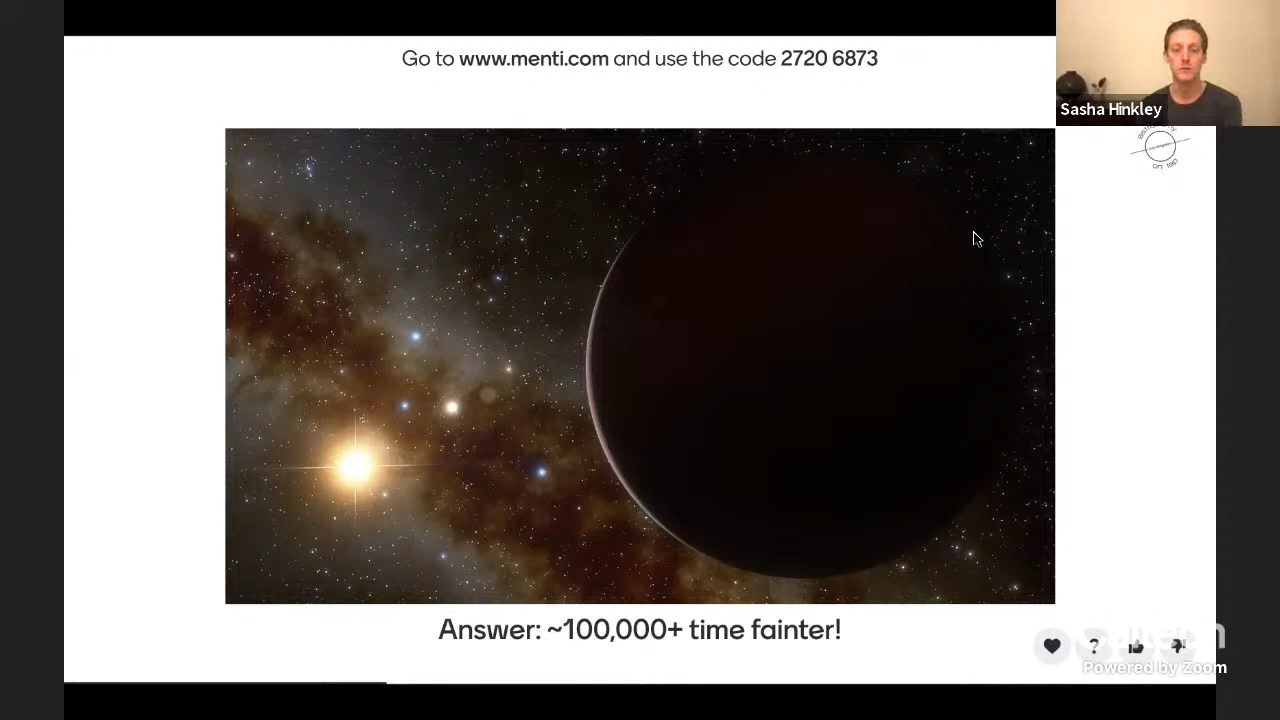 Go to www.menti.com and use the code 2720 6873
Sasha Hinkley
Answer: ~100,000+ time fainter!
?
Powered by Zoom